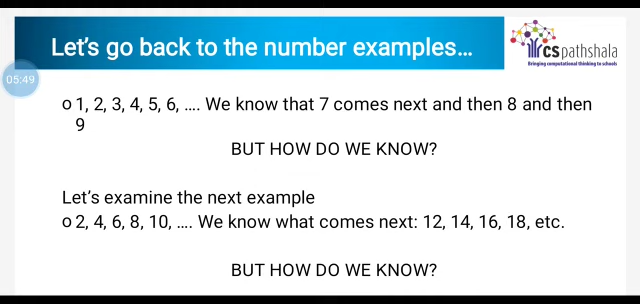 Let's go back to the number examples...
CSpathshala
Bringing computational thinking to schools
05:49
o 1, 2, 3, 4, 5, 6, .... We know that 7 comes next and then 8 and then
9
BUT HOW DO WE KNOW?
Let's examine the next example
o 2, 4, 6, 8, 10, .... We know what comes next: 12, 14, 16, 18, etc.
BUT HOW DO WE KNOW?